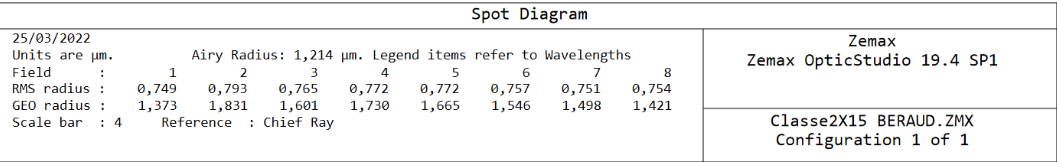 Spot Diagram
25/03/2022
Units are µm.          Airy Radius: 1,214 µm. Legend items refer to Wavelengths
Field      :       1       2       3       4       5       6       7       8
RMS radius :   0,749   0,793   0,765   0,772   0,772   0,757   0,751   0,754
GEO radius :   1,373   1,831   1,601   1,730   1,665   1,546   1,498   1,421
Scale bar  : 4     Reference  : Chief Ray
Zemax
Zemax OpticStudio 19.4 SP1
Classe2X15 BERAUD.ZMX
Configuration 1 of 1